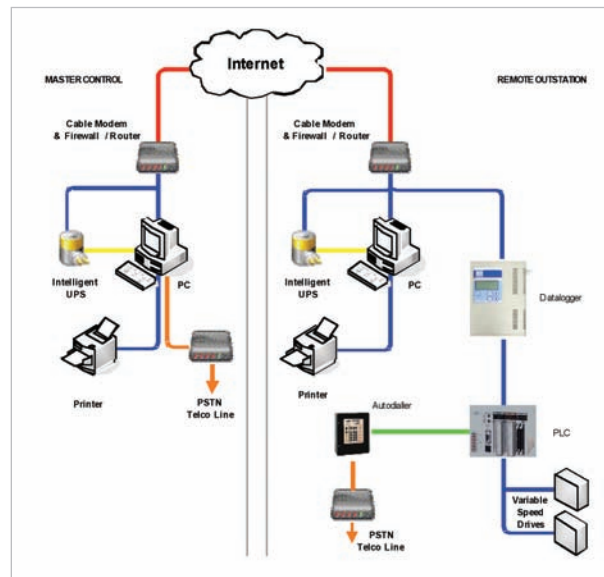 Internet
MASTER CONTROL
REMOTE OUTSTATION
Cable Modem
& Firewall / Router
Cable Modem
& Firewall / Router
Intelligent
UPS
PC
Intelligent
UPS
PC
Datalogger
Printer
PSTN
Telco Line
Printer
Autodialler
PLC
Variable
Speed
Drives
PSTN
Telco Line